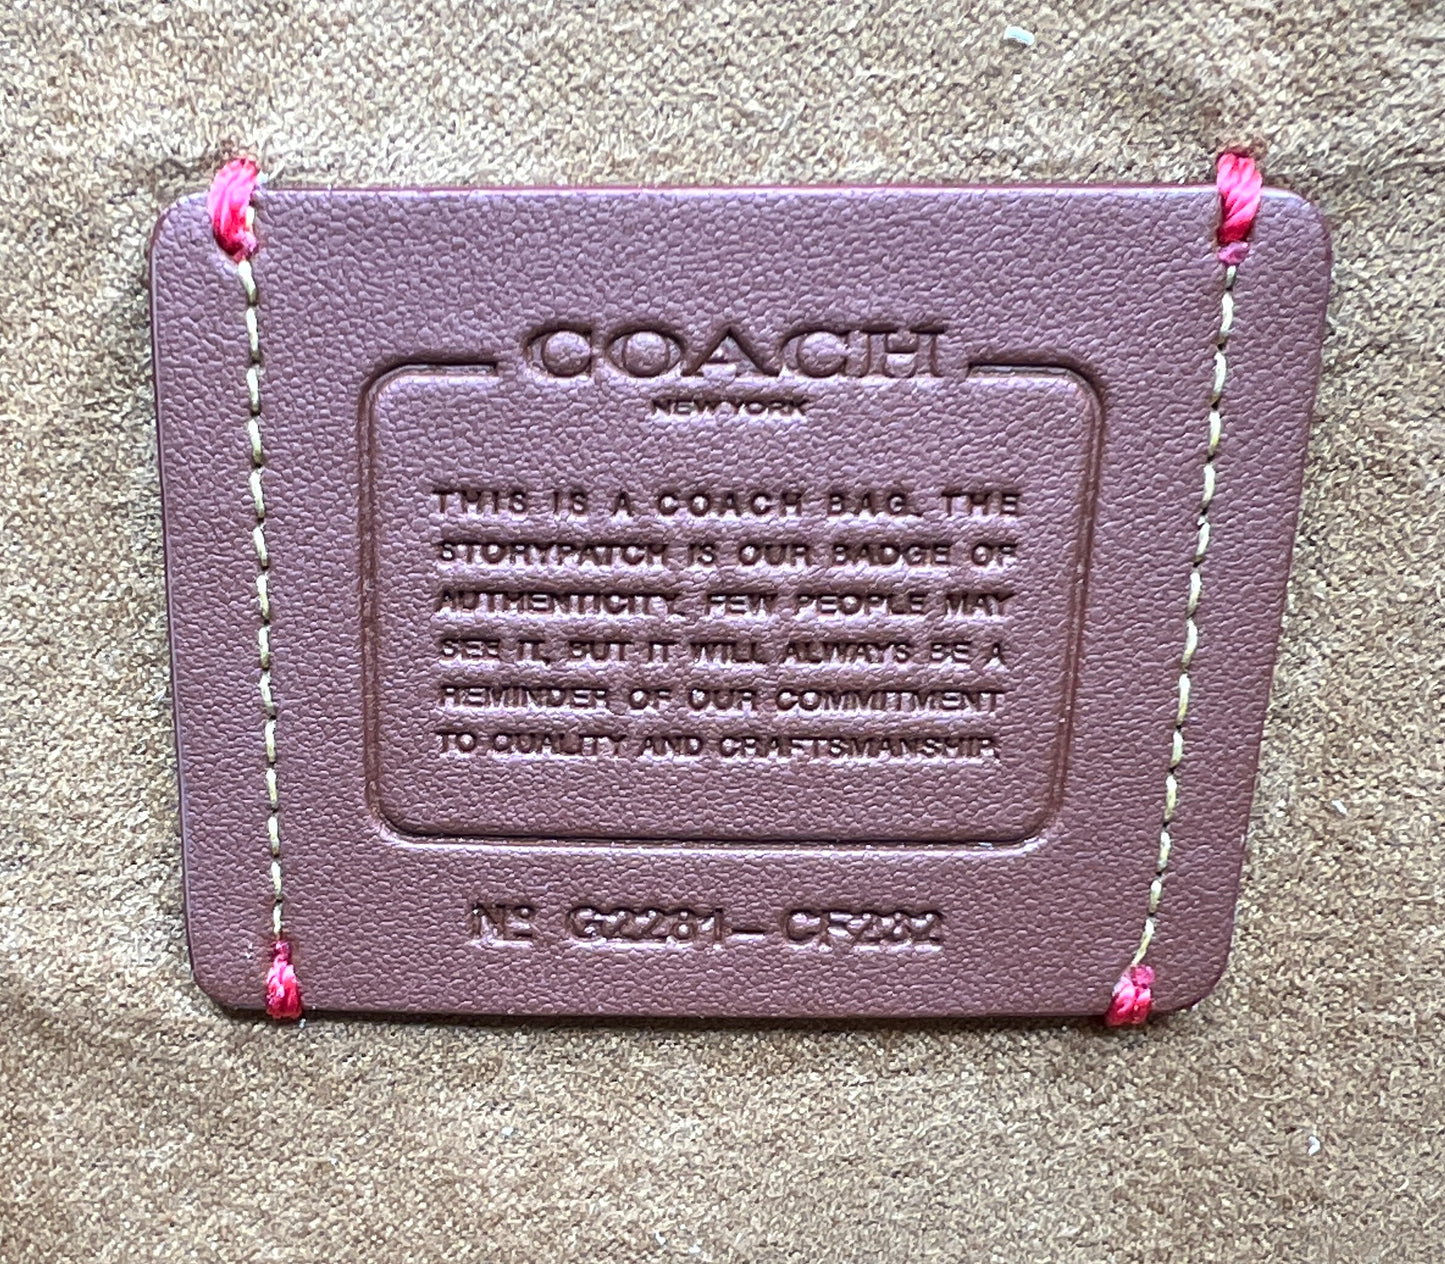 COACH
NEW YORK
THIS IS A COACH BAG. THE
STORYPATCH IS OUR BADGE OF
AUTHENTICITY. FEW PEOPLE MAY
SEE IT, BUT IT WILL ALWAYS BE A
REMINDER OF OUR COMMITMENT
TO QUALITY AND CRAFTSMANSHIP.
Nº G2281-CF282